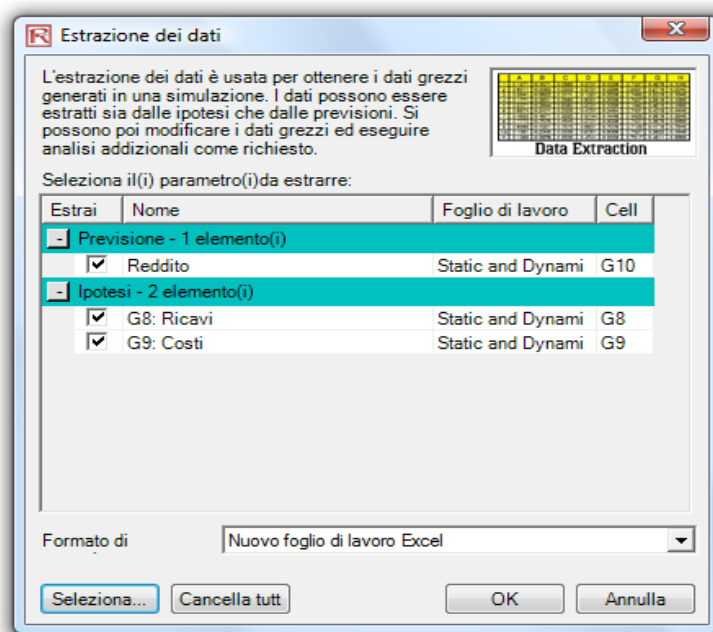 Estrazione dei dati
L'estrazione dei dati è usata per ottenere i dati grezzi
generati in una simulazione. I dati possono essere
estratti sia dalle ipotesi che dalle previsioni. Si
possono poi modificare i dati grezzi ed eseguire
analisi addizionali come richiesto.
Data Extraction
Seleziona il(i) parametro(i)da estrarre:
Estrai Nome Foglio di lavoro Cell
- Previsione - 1 elemento(i)
Reddito Static and Dynami G10
- Ipotesi - 2 elemento(i)
G8: Ricavi Static and Dynami G8
G9: Costi Static and Dynami G9
Formato di Nuovo foglio di lavoro Excel
Seleziona... Cancella tutt OK Annulla